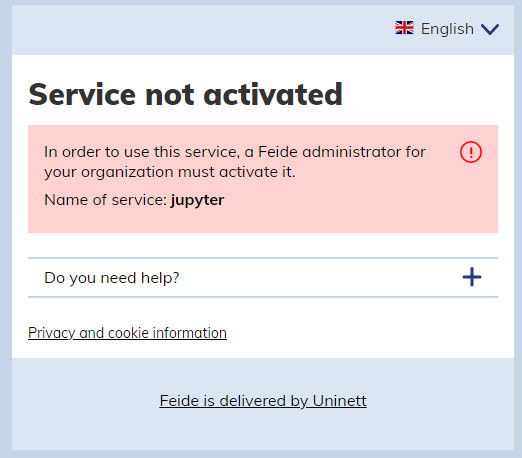 English
Service not activated
In order to use this service, a Feide administrator for
your organization must activate it.
Name of service: jupyter
Do you need help?
Privacy and cookie information
Feide is delivered by Uninett